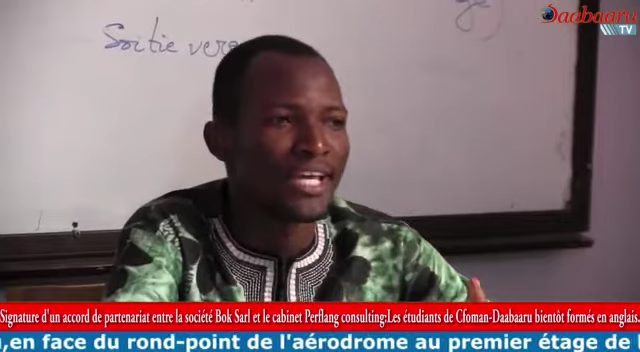 Sortie vers
Daabaaru
TV
Signature d'un accord de partenariat entre la société Bok Sarl et le cabinet Perflang consulting:Les étudiants de Cfoman-Daabaaru bientôt formés en anglais.
,en face du rond-point de l'aérodrome au premier étage de